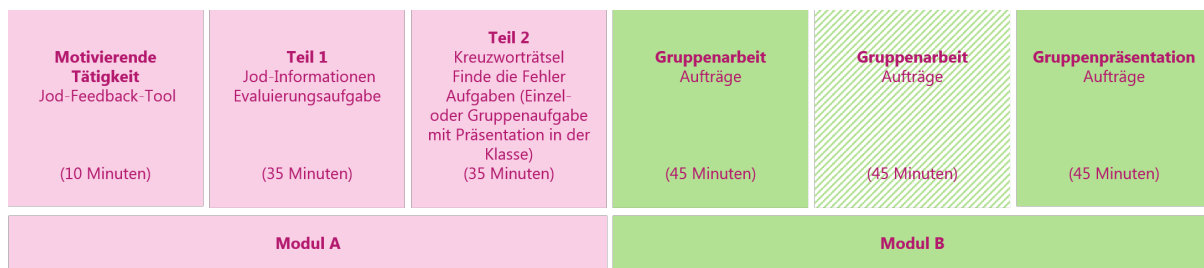 Motivierende
Tätigkeit
Jod-Feedback-Tool
(10 Minuten)
Teil 1
Jod-Informationen
Evaluierungsaufgabe
(35 Minuten)
Teil 2
Kreuzworträtsel
Finde die Fehler
Aufgaben (Einzel-
oder Gruppenaufgabe
mit Präsentation in der
Klasse)
(35 Minuten)
Gruppenarbeit
Aufträge
(45 Minuten)
Gruppenarbeit
Aufträge
(45 Minuten)
Gruppenpräsentation
Aufträge
(45 Minuten)
Modul A
Modul B